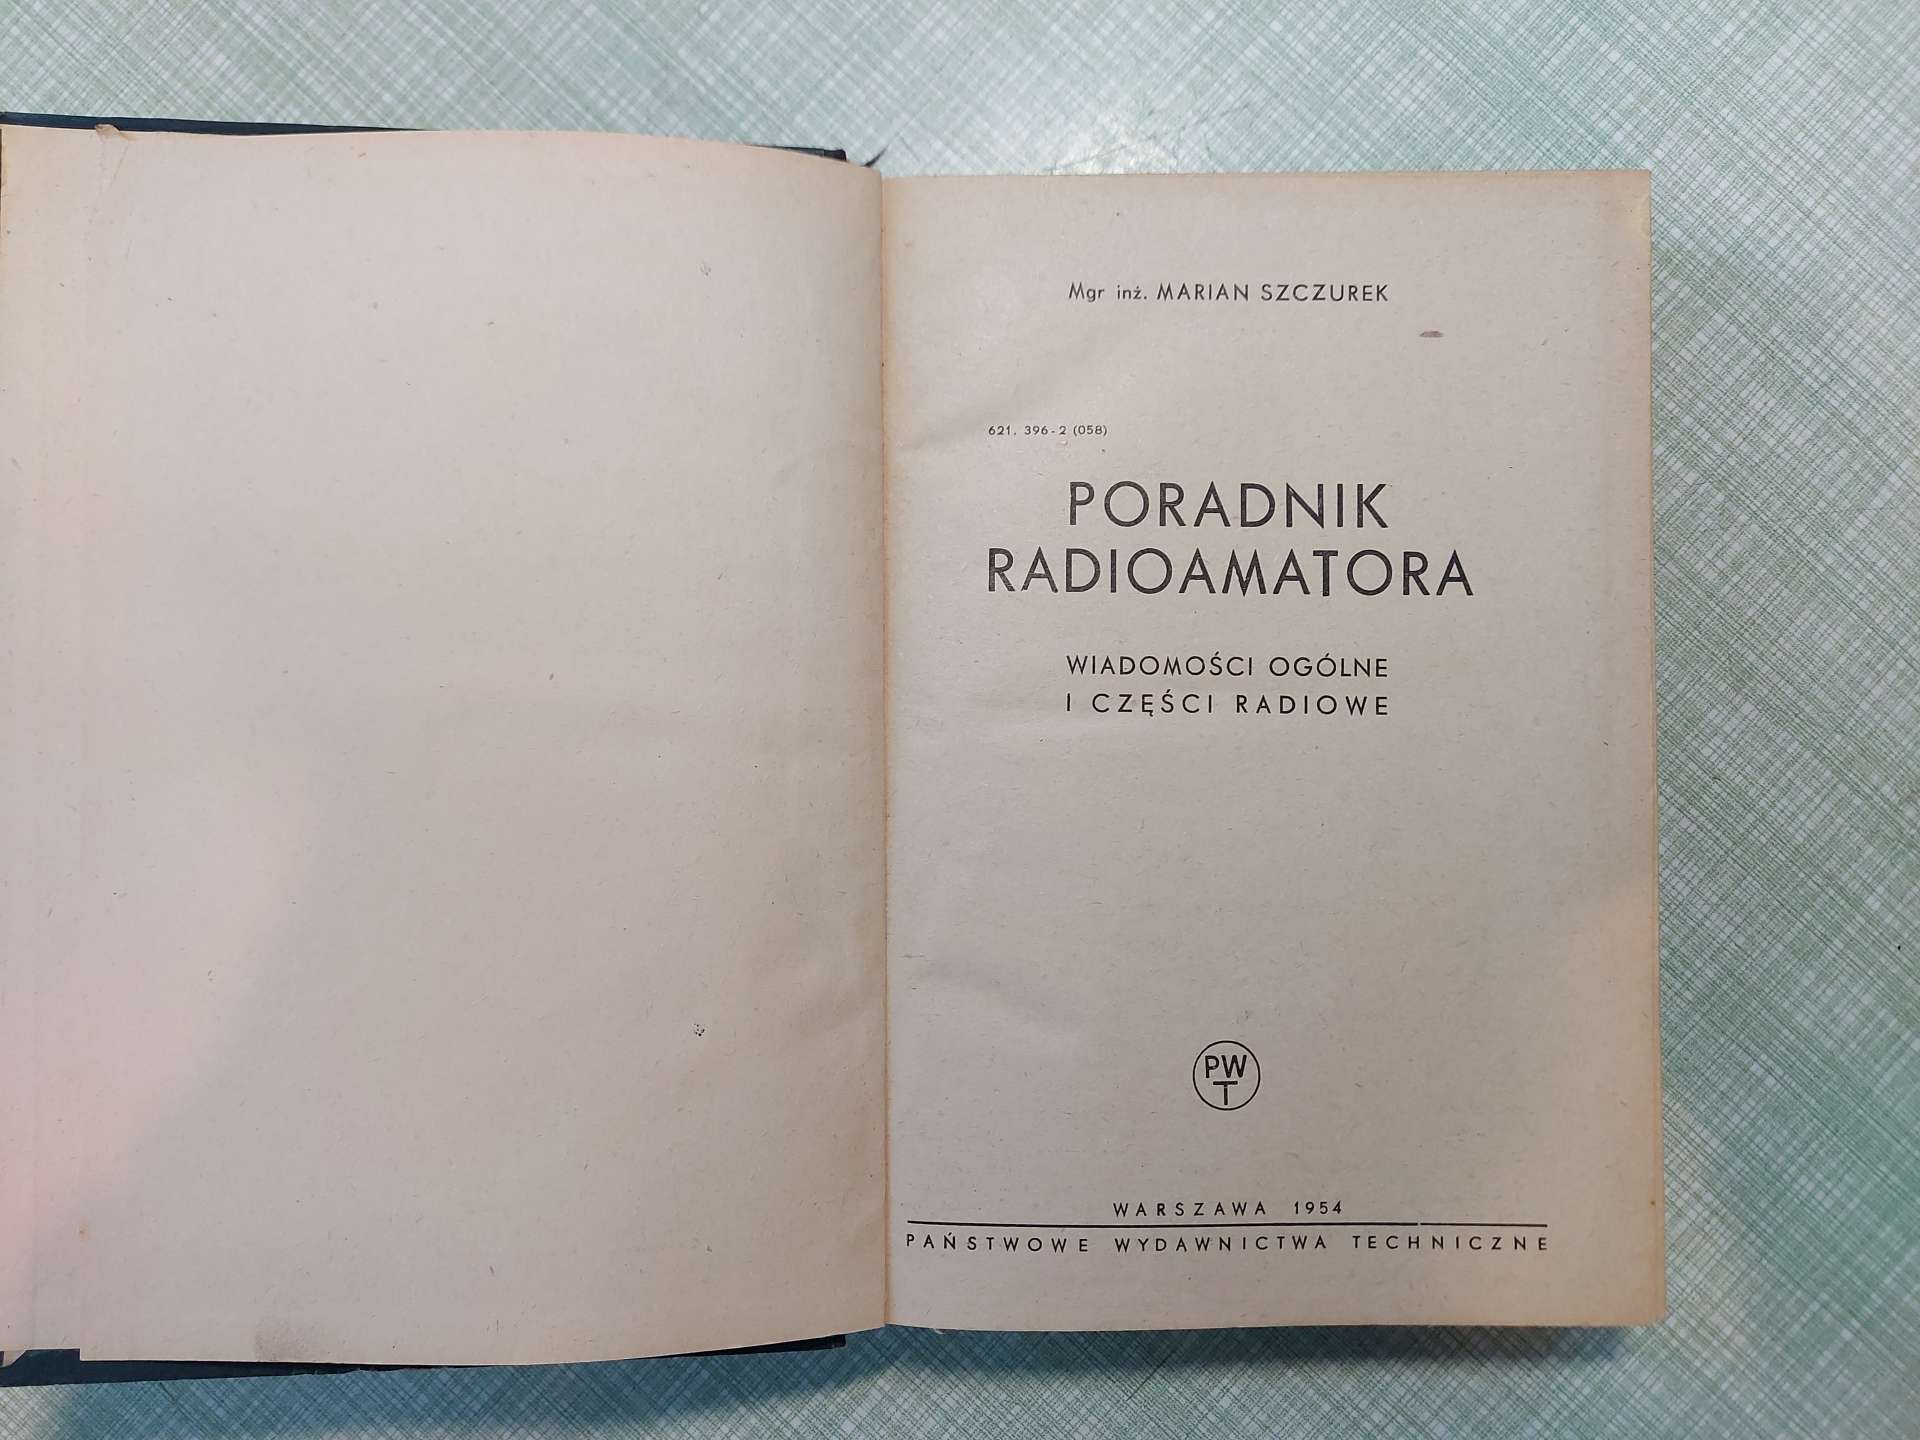 Mgr inż. MARIAN SZCZUREK
621. 396-2 (058)
PORADNIK
RADIOAMATORA
WIADOMOŚCI OGÓLNE
I CZĘŚCI RADIOWE
PW
T
WARSZAWA 1954
PAŃSTWOWE WYDAWNICTWA TECHNICZNE